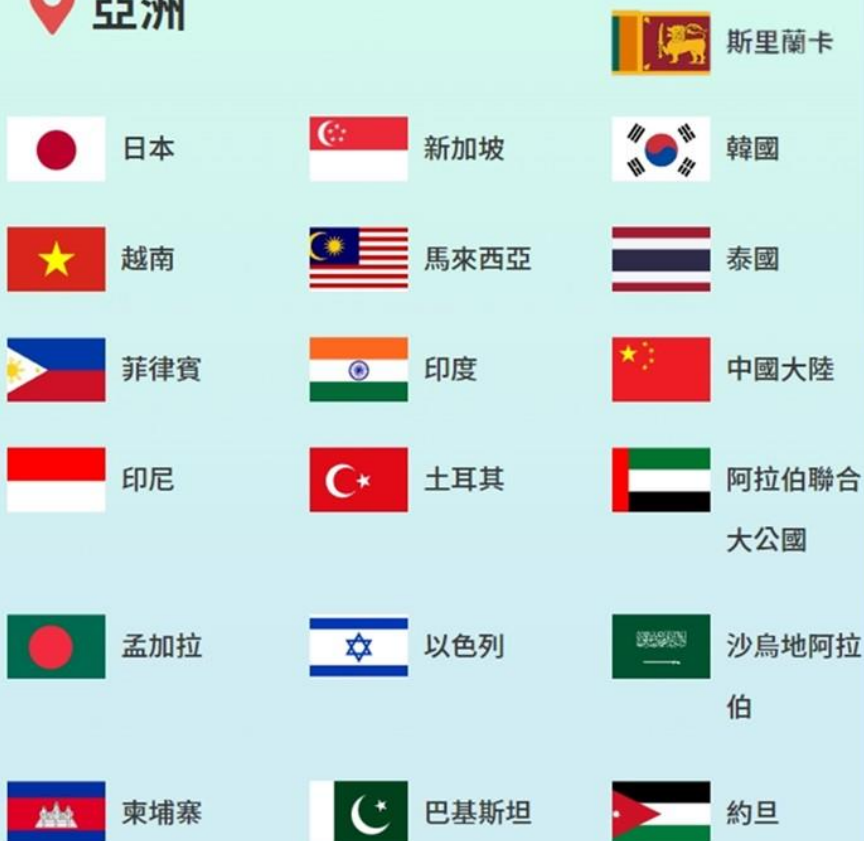 亞洲
斯里蘭卡
日本
新加坡
韓國
越南
馬來西亞
泰國
菲律賓
印度
中國大陸
印尼
土耳其
阿拉伯聯合
大公國
孟加拉
以色列
沙烏地阿拉
伯
柬埔寨
巴基斯坦
約旦